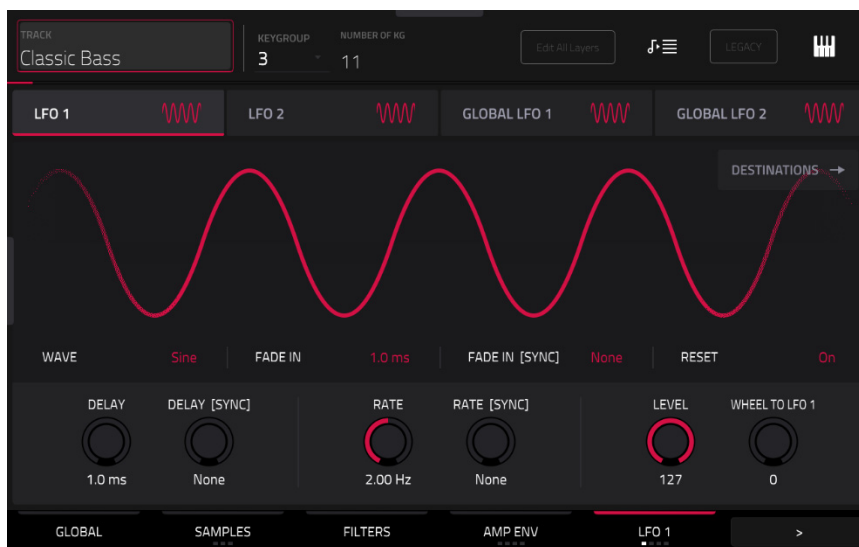 TRACK
Classic Bass
KEYGROUP
3
NUMBER OF KG
11
Edit All Layers
LEGACY
LFO 1
LFO 2
GLOBAL LFO 1
GLOBAL LFO 2
DESTINATIONS →
WAVE Sine
FADE IN 1.0 ms
FADE IN [SYNC] None
RESET On
DELAY DELAY [SYNC] RATE RATE [SYNC] LEVEL WHEEL TO LFO 1
1.0 ms None 2.00 Hz None 127 0
GLOBAL SAMPLES FILTERS AMP ENV LFO 1 >